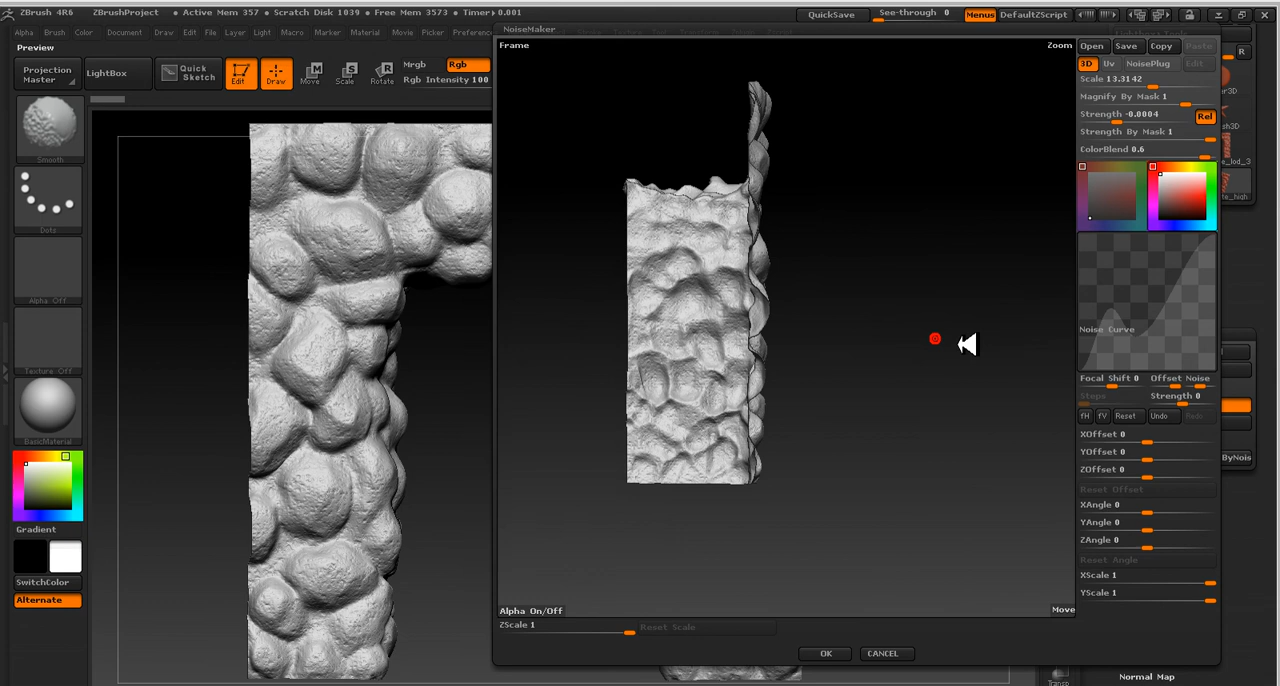 ZBrush 4R6 ZBrushProject • Active Mem 357 • Scratch Disk 1039 • Free Mem 3573 • Timer▸0.001 QuickSave See-through 0 Menus DefaultZScript
Alpha Brush Color Document Draw Edit File Layer Light Macro Marker Material Movie Picker Preferenc
NoiseMaker
Preview
Projection Master
LightBox
Quick Sketch
Edit
Draw
Move
Scale
Rotate
Mrgb Rgb
Rgb Intensity 100
Smooth
Dots
Alpha Off
Texture Off
BasicMaterial
Gradient
SwitchColor
Alternate
Frame
Zoom
Alpha On/Off
Move
ZScale 1
Reset Scale
OK
CANCEL
Open Save Copy Paste
3D Uv NoisePlug Edit
Scale 13.3142
Magnify By Mask 1
Strength -0.0004
Rel
Strength By Mask 1
ColorBlend 0.6
Noise Curve
Focal Shift 0 Offset Noise
Steps Strength 0
fH fV Reset Undo Redo
XOffset 0
YOffset 0
ZOffset 0
Reset Offset
XAngle 0
YAngle 0
ZAngle 0
Reset Angle
XScale 1
YScale 1
R
er3D
sh3D
e_lod_3
te_high
ByNois
Transp
Normal Map